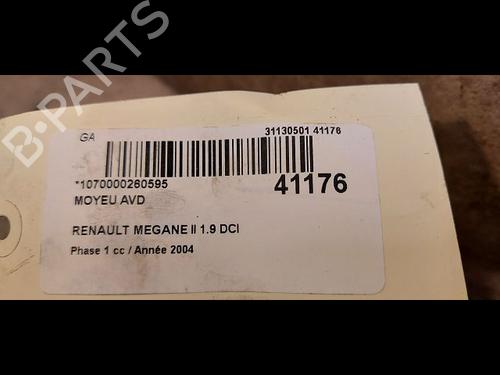 B-PARTS
GA
31130501 41176
*1070000260595
41176
MOYEU AVD
RENAULT MEGANE II 1.9 DCI
Phase 1 cc / Année 2004